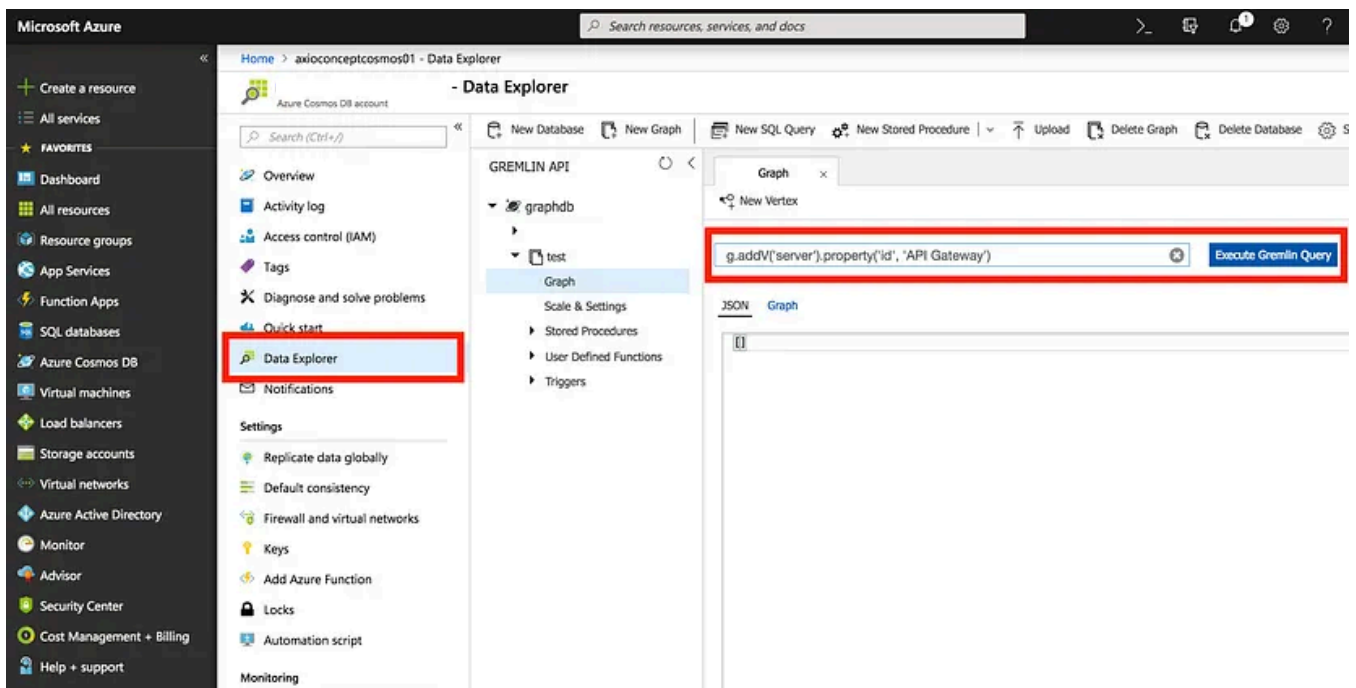 Microsoft Azure
Search resources, services, and docs
1
?
«
Create a resource
All services
FAVORITES
Dashboard
All resources
Resource groups
App Services
Function Apps
SQL databases
Azure Cosmos DB
Virtual machines
Load balancers
Storage accounts
Virtual networks
Azure Active Directory
Monitor
Advisor
Security Center
Cost Management + Billing
Help + support
Home > axioconceptcosmos01 - Data Explorer
- Data Explorer
Azure Cosmos DB account
Search (Ctrl+/)
«
Overview
Activity log
Access control (IAM)
Tags
Diagnose and solve problems
Quick start
Data Explorer
Notifications
Settings
Replicate data globally
Default consistency
Firewall and virtual networks
Keys
Add Azure Function
Locks
Automation script
Monitoring
New Database New Graph New SQL Query New Stored Procedure Upload Delete Graph Delete Database S
GREMLIN API
graphdb
test
Graph
Scale & Settings
Stored Procedures
User Defined Functions
Triggers
Graph
New Vertex
g.addV('server').property('id', 'API Gateway') Execute Gremlin Query
JSON Graph
[]